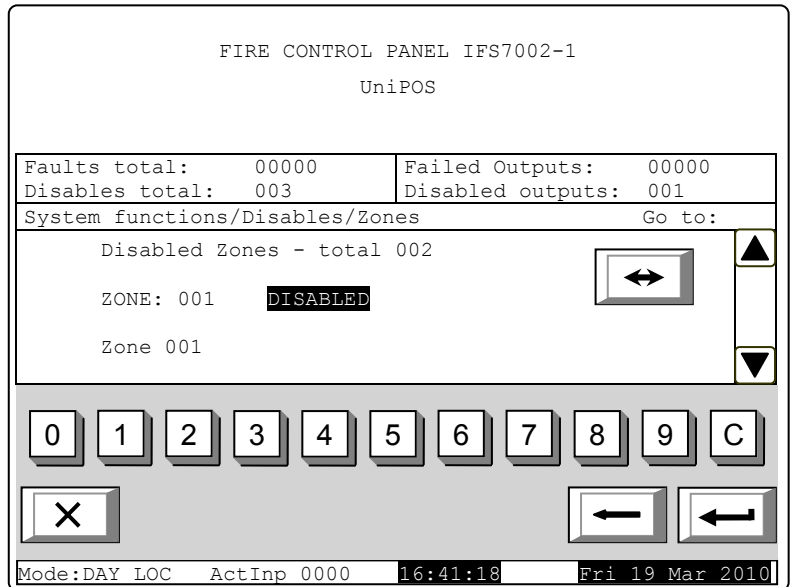 FIRE CONTROL PANEL IFS7002-1
UniPOS
Faults total: 00000 Failed Outputs: 00000
Disables total: 003 Disabled outputs: 001
System functions/Disables/Zones Go to:
Disabled Zones - total 002
ZONE: 001 DISABLED
Zone 001
0 1 2 3 4 5 6 7 8 9 C
Mode:DAY LOC ActInp 0000 16:41:18 Fri 19 Mar 2010